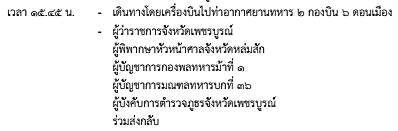 เวลา ๑๕.๔๕ น. - เดินทางโดยเครื่องบินไปท่าอากาศยานทหาร ๒ กองบิน ๖ ดอนเมือง
- ผู้ว่าราชการจังหวัดเพชรบูรณ์
ผู้พิพากษาหัวหน้าศาลจังหวัดหล่มสัก
ผู้บัญชาการกองพลทหารม้าที่ ๑
ผู้บัญชาการมณฑลทหารบกที่ ๓๖
ผู้บังคับการตำรวจภูธรจังหวัดเพชรบูรณ์
ร่วมส่งกลับ